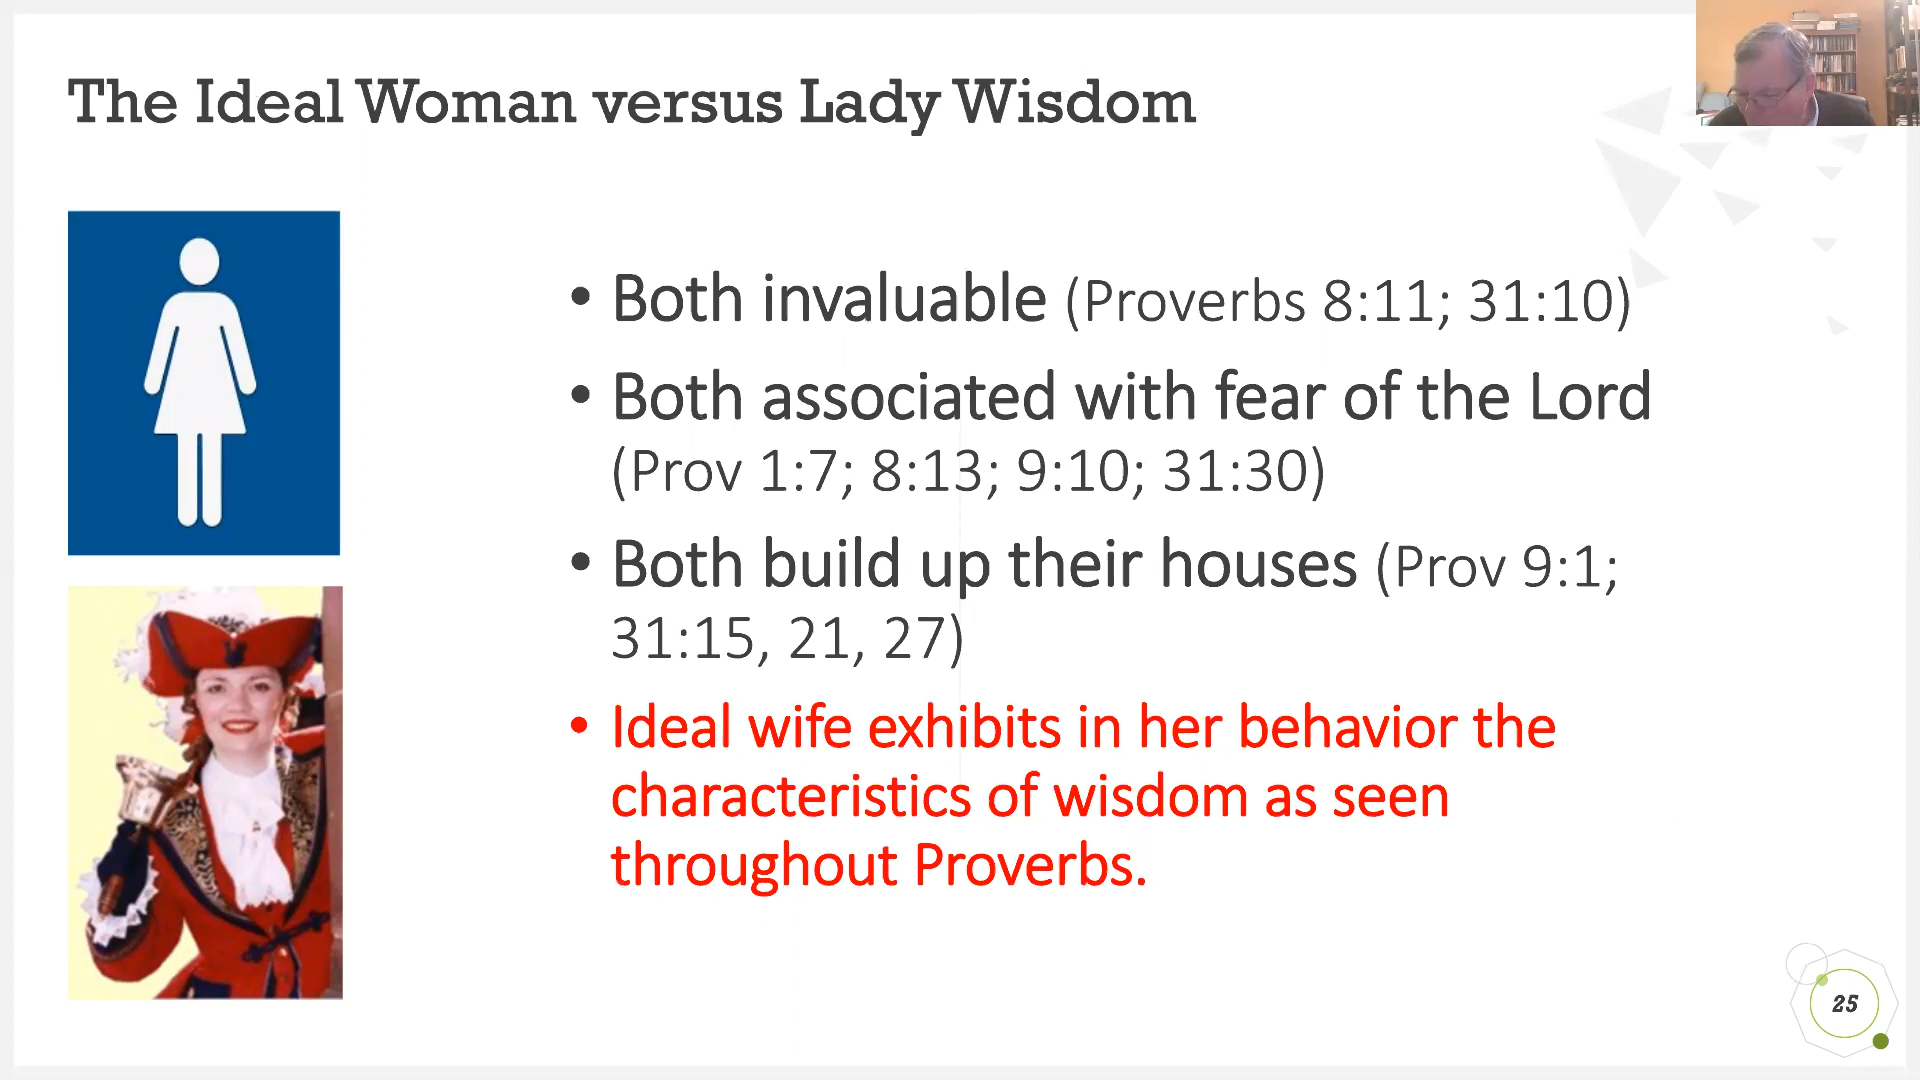 The Ideal Woman versus Lady Wisdom
• Both invaluable (Proverbs 8:11; 31:10)
• Both associated with fear of the Lord
(Prov 1:7; 8:13; 9:10; 31:30)
• Both build up their houses (Prov 9:1;
31:15, 21, 27)
• Ideal wife exhibits in her behavior the
characteristics of wisdom as seen
throughout Proverbs.
25